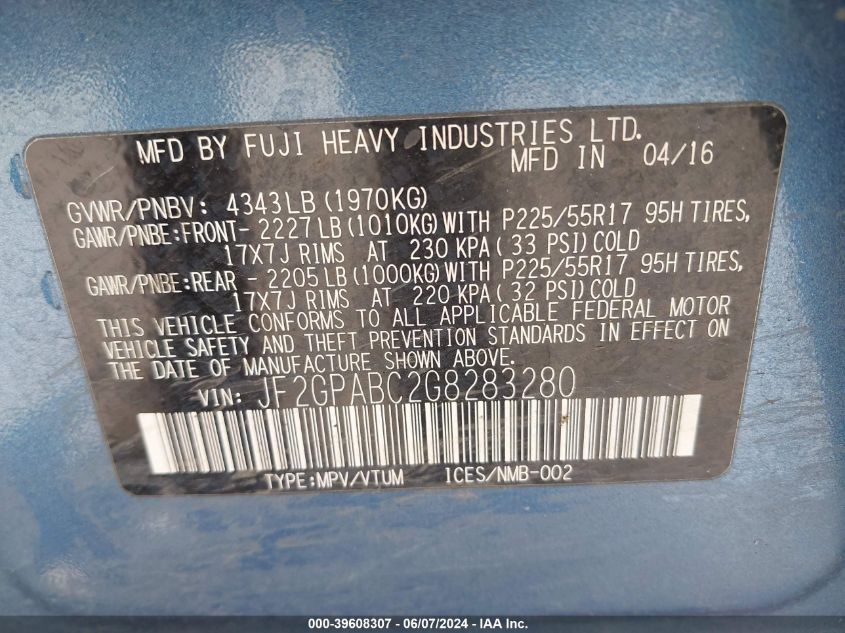 MFD BY FUJI HEAVY INDUSTRIES LTD.
MFD IN 04/16
GVWR/PNBV: 4343LB(1970KG)
GAWR/PNBE:FRONT- 2227LB(1010KG)WITH P225/55R17 95H TIRES,
17X7J RIMS AT 230 KPA(33 PSI)COLD
GAWR/PNBE:REAR - 2205LB(1000KG)WITH P225/55R17 95H TIRES,
17X7J RIMS AT 220 KPA(32 PSI)COLD
THIS VEHICLE CONFORMS TO ALL APPLICABLE FEDERAL MOTOR
VEHICLE SAFETY AND THEFT PREVENTION STANDARDS IN EFFECT ON
THE DATE OF MANUFACTURE SHOWN ABOVE.
VIN: JF2GPABC2G8283280
TYPE:MPV/VTUM ICES/NMB-002
000-39608307 - 06/07/2024 - IAA Inc.